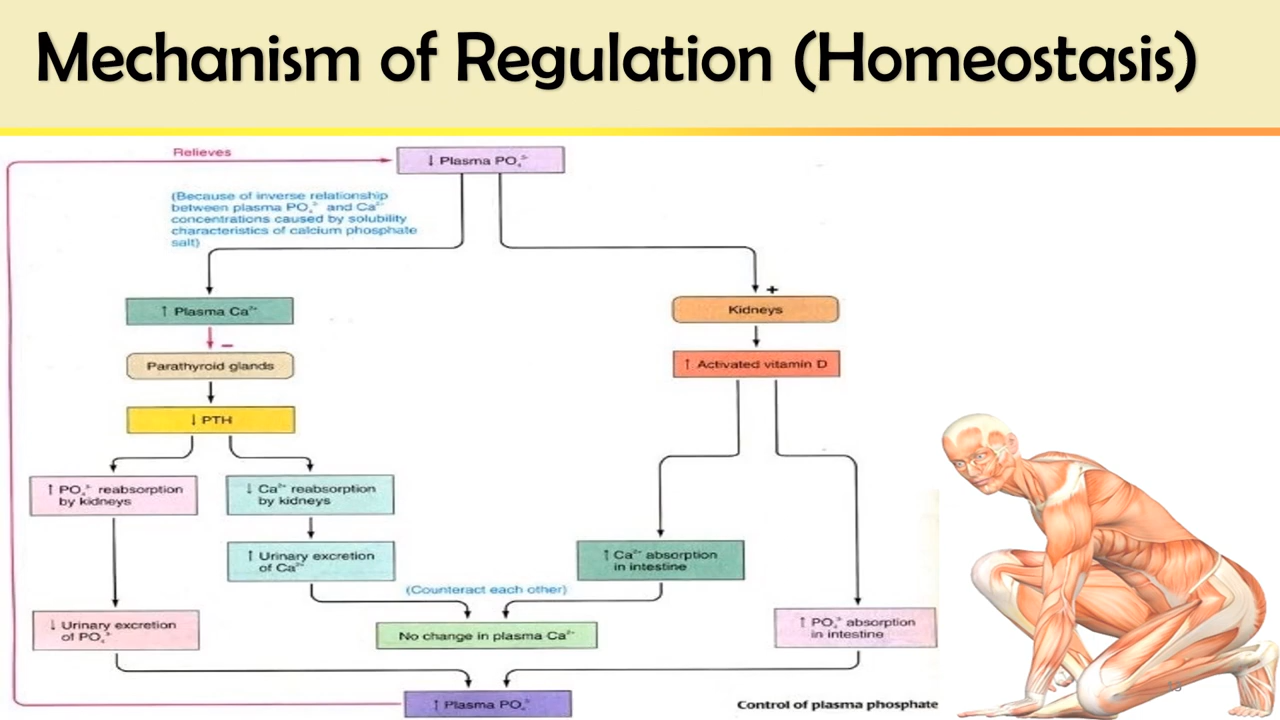 Mechanism of Regulation (Homeostasis)
Relieves
↓ Plasma PO₄³⁻
(Because of inverse relationship
between plasma PO₄³⁻ and Ca²⁺
concentrations caused by solubility
characteristics of calcium phosphate
salt)
↑ Plasma Ca²⁺
+
Kidneys
−
Parathyroid glands
↑ Activated vitamin D
↓ PTH
↑ PO₄³⁻ reabsorption
by kidneys
↓ Ca²⁺ reabsorption
by kidneys
↑ Urinary excretion
of Ca²⁺
↑ Ca²⁺ absorption
in intestine
(Counteract each other)
↓ Urinary excretion
of PO₄³⁻
No change in plasma Ca²⁺
↑ PO₄³⁻ absorption
in intestine
↑ Plasma PO₄³⁻
Control of plasma phosphate